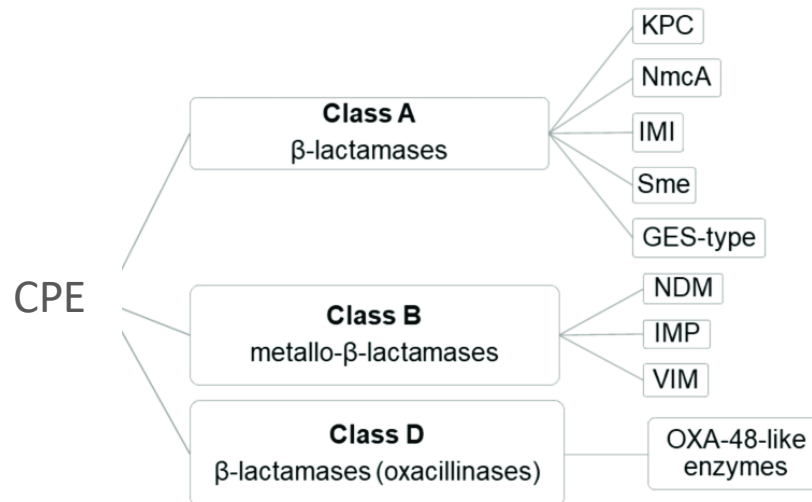 CPE
Class A
β-lactamases
KPC
NmcA
IMI
Sme
GES-type
Class B
metallo-β-lactamases
NDM
IMP
VIM
Class D
β-lactamases (oxacillinases)
OXA-48-like
enzymes